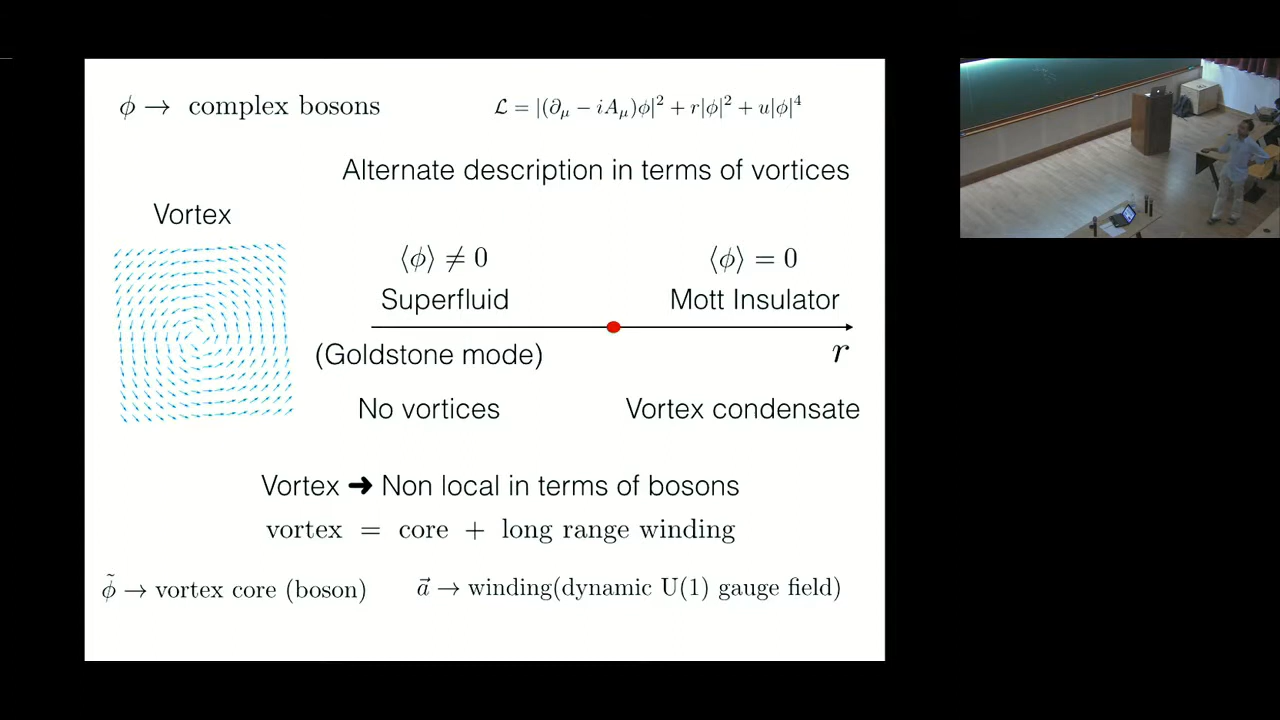 ϕ → complex bosons
ℒ = |(∂_μ − iA_μ)ϕ|² + r|ϕ|² + u|ϕ|⁴
Alternate description in terms of vortices
Vortex
⟨ϕ⟩ ≠ 0
⟨ϕ⟩ = 0
Superfluid
Mott Insulator
(Goldstone mode)
r
No vortices
Vortex condensate
Vortex ➜ Non local in terms of bosons
vortex = core + long range winding
ϕ̃ → vortex core (boson)
a⃗ → winding(dynamic U(1) gauge field)